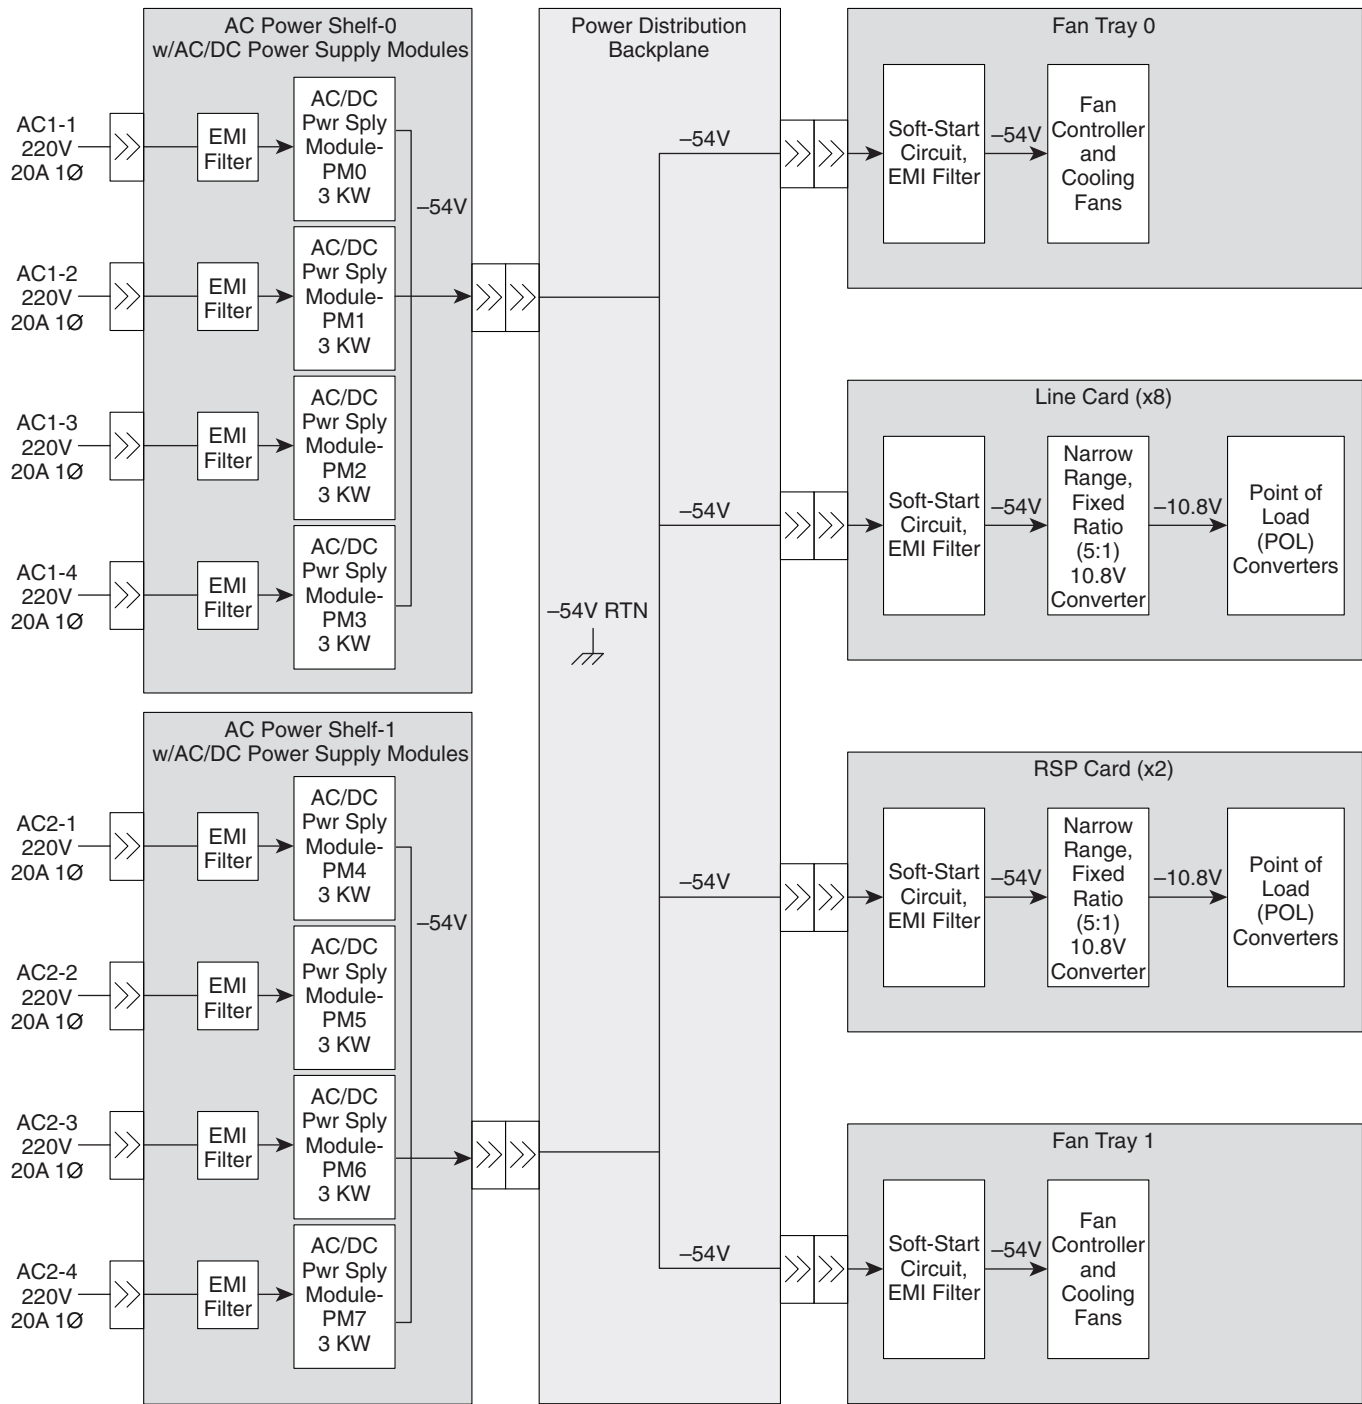 AC Power Shelf-0
w/AC/DC Power Supply Modules
AC1-1
220V
20A 1Ø
EMI
Filter
AC/DC
Pwr Sply
Module-
PM0
3 KW
–54V
AC1-2
220V
20A 1Ø
EMI
Filter
AC/DC
Pwr Sply
Module-
PM1
3 KW
AC1-3
220V
20A 1Ø
EMI
Filter
AC/DC
Pwr Sply
Module-
PM2
3 KW
AC1-4
220V
20A 1Ø
EMI
Filter
AC/DC
Pwr Sply
Module-
PM3
3 KW
AC Power Shelf-1
w/AC/DC Power Supply Modules
AC2-1
220V
20A 1Ø
EMI
Filter
AC/DC
Pwr Sply
Module-
PM4
3 KW
–54V
AC2-2
220V
20A 1Ø
EMI
Filter
AC/DC
Pwr Sply
Module-
PM5
3 KW
AC2-3
220V
20A 1Ø
EMI
Filter
AC/DC
Pwr Sply
Module-
PM6
3 KW
AC2-4
220V
20A 1Ø
EMI
Filter
AC/DC
Pwr Sply
Module-
PM7
3 KW
Power Distribution
Backplane
–54V
–54V
–54V RTN
–54V
–54V
Fan Tray 0
Soft-Start
Circuit,
EMI Filter
–54V
Fan
Controller
and
Cooling
Fans
Line Card (x8)
Soft-Start
Circuit,
EMI Filter
–54V
Narrow
Range,
Fixed
Ratio
(5:1)
10.8V
Converter
–10.8V
Point of
Load
(POL)
Converters
RSP Card (x2)
Soft-Start
Circuit,
EMI Filter
–54V
Narrow
Range,
Fixed
Ratio
(5:1)
10.8V
Converter
–10.8V
Point of
Load
(POL)
Converters
Fan Tray 1
Soft-Start
Circuit,
EMI Filter
–54V
Fan
Controller
and
Cooling
Fans